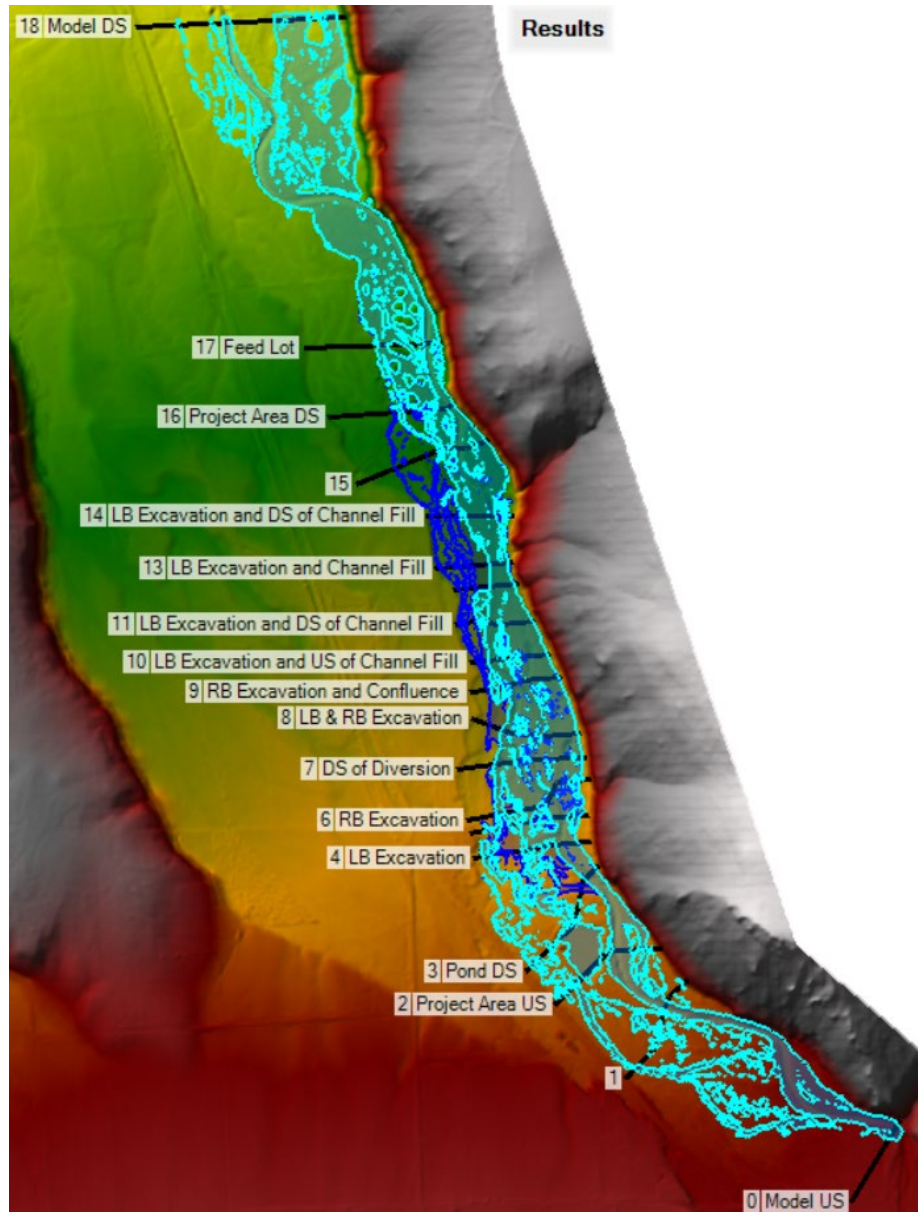 18 Model DS
Results
17 Feed Lot
16 Project Area DS
15
14 LB Excavation and DS of Channel Fill
13 LB Excavation and Channel Fill
11 LB Excavation and DS of Channel Fill
10 LB Excavation and US of Channel Fill
9 RB Excavation and Confluence
8 LB & RB Excavation
7 DS of Diversion
6 RB Excavation
4 LB Excavation
3 Pond DS
2 Project Area US
1
0 Model US